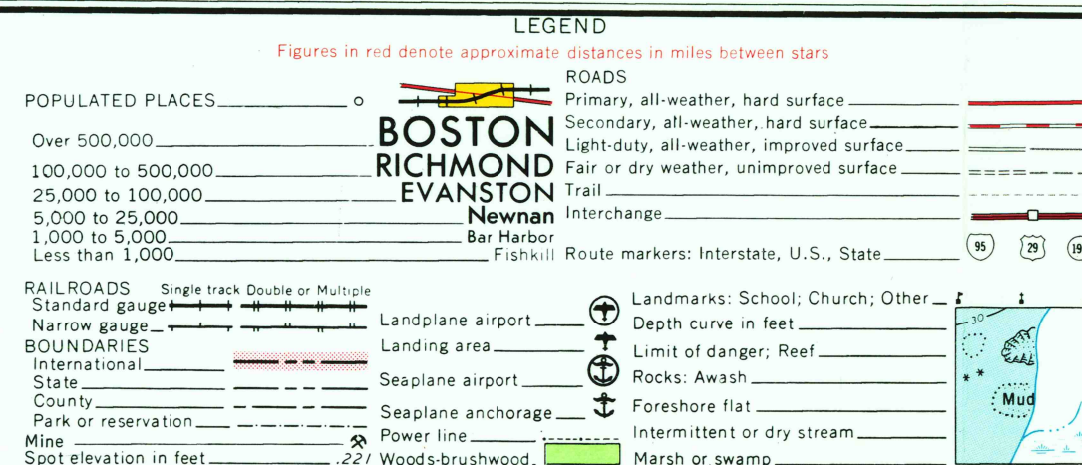 LEGEND
Figures in red denote approximate distances in miles between stars
POPULATED PLACES
Over 500,000 BOSTON
100,000 to 500,000 RICHMOND
25,000 to 100,000 EVANSTON
5,000 to 25,000 Newnan
1,000 to 5,000 Bar Harbor
Less than 1,000 Fishkill
ROADS
Primary, all-weather, hard surface
Secondary, all-weather, hard surface
Light-duty, all-weather, improved surface
Fair or dry weather, unimproved surface
Trail
Interchange
Route markers: Interstate, U.S., State 95 29
RAILROADS Single track Double or Multiple
Standard gauge
Narrow gauge
BOUNDARIES
International
State
County
Park or reservation
Mine
Spot elevation in feet .221
Landplane airport
Landing area
Seaplane airport
Seaplane anchorage
Power line
Woods-brushwood
Landmarks: School; Church; Other
Depth curve in feet
Limit of danger; Reef
Rocks: Awash
Foreshore flat
Intermittent or dry stream
Marsh or swamp
30
Mud